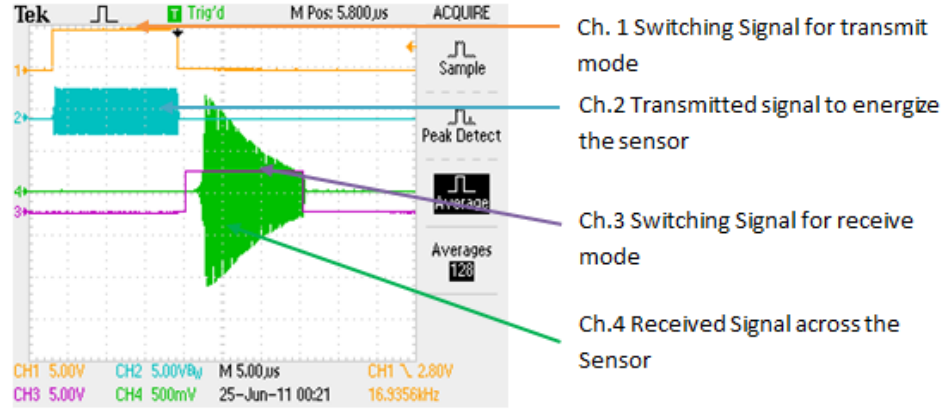 Tek
T Trig'd
M Pos: 5.800µs
ACQUIRE
Sample
Peak Detect
Average
Averages
128
1
2
4
3
CH1 5.00V
CH2 5.00VBW
M 5.00µs
CH1 \ 2.80V
CH3 5.00V
CH4 500mV
25-Jun-11 00:21
16.9356kHz
Ch. 1 Switching Signal for transmit
mode
Ch.2 Transmitted signal to energize
the sensor
Ch.3 Switching Signal for receive
mode
Ch.4 Received Signal across the
Sensor